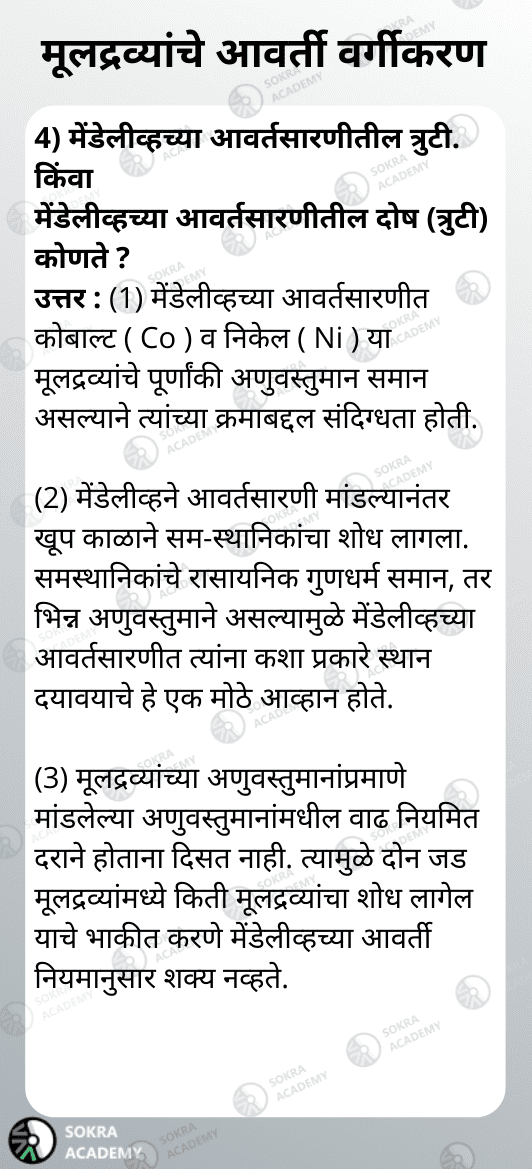 मूलद्रव्यांचे आवर्ती वर्गीकरण
4) मेंडेलीव्हच्या आवर्तसारणीतील त्रुटी.
किंवा
मेंडेलीव्हच्या आवर्तसारणीतील दोष (त्रुटी)
कोणते ?
उत्तर : (1) मेंडेलीव्हच्या आवर्तसारणीत
कोबाल्ट ( Co ) व निकेल ( Ni ) या
मूलद्रव्यांचे पूर्णांकी अणुवस्तुमान समान
असल्याने त्यांच्या क्रमाबद्दल संदिग्धता होती.
(2) मेंडेलीव्हने आवर्तसारणी मांडल्यानंतर
खूप काळाने सम-स्थानिकांचा शोध लागला.
समस्थानिकांचे रासायनिक गुणधर्म समान, तर
भिन्न अणुवस्तुमाने असल्यामुळे मेंडेलीव्हच्या
आवर्तसारणीत त्यांना कशा प्रकारे स्थान
दयावयाचे हे एक मोठे आव्हान होते.
(3) मूलद्रव्यांच्या अणुवस्तुमानांप्रमाणे
मांडलेल्या अणुवस्तुमानांमधील वाढ नियमित
दराने होताना दिसत नाही. त्यामुळे दोन जड
मूलद्रव्यांमध्ये किती मूलद्रव्यांचा शोध लागेल
याचे भाकीत करणे मेंडेलीव्हच्या आवर्ती
नियमानुसार शक्य नव्हते.
SOKRA
ACADEMY